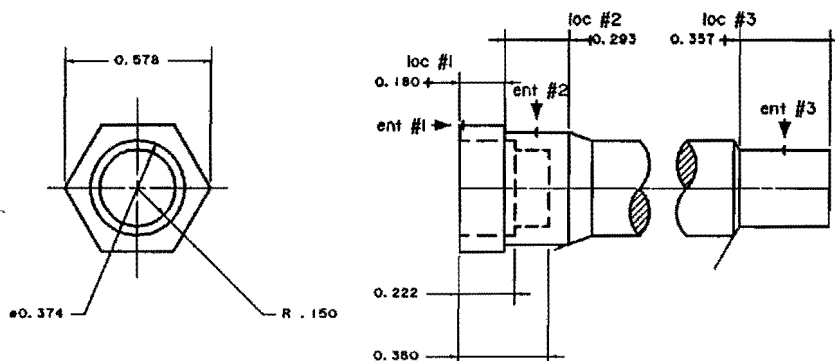 0.578
ø0.374
R .150
loc #1
0.180
loc #2
0.293
loc #3
0.357
ent #1
ent #2
ent #3
0.222
0.380